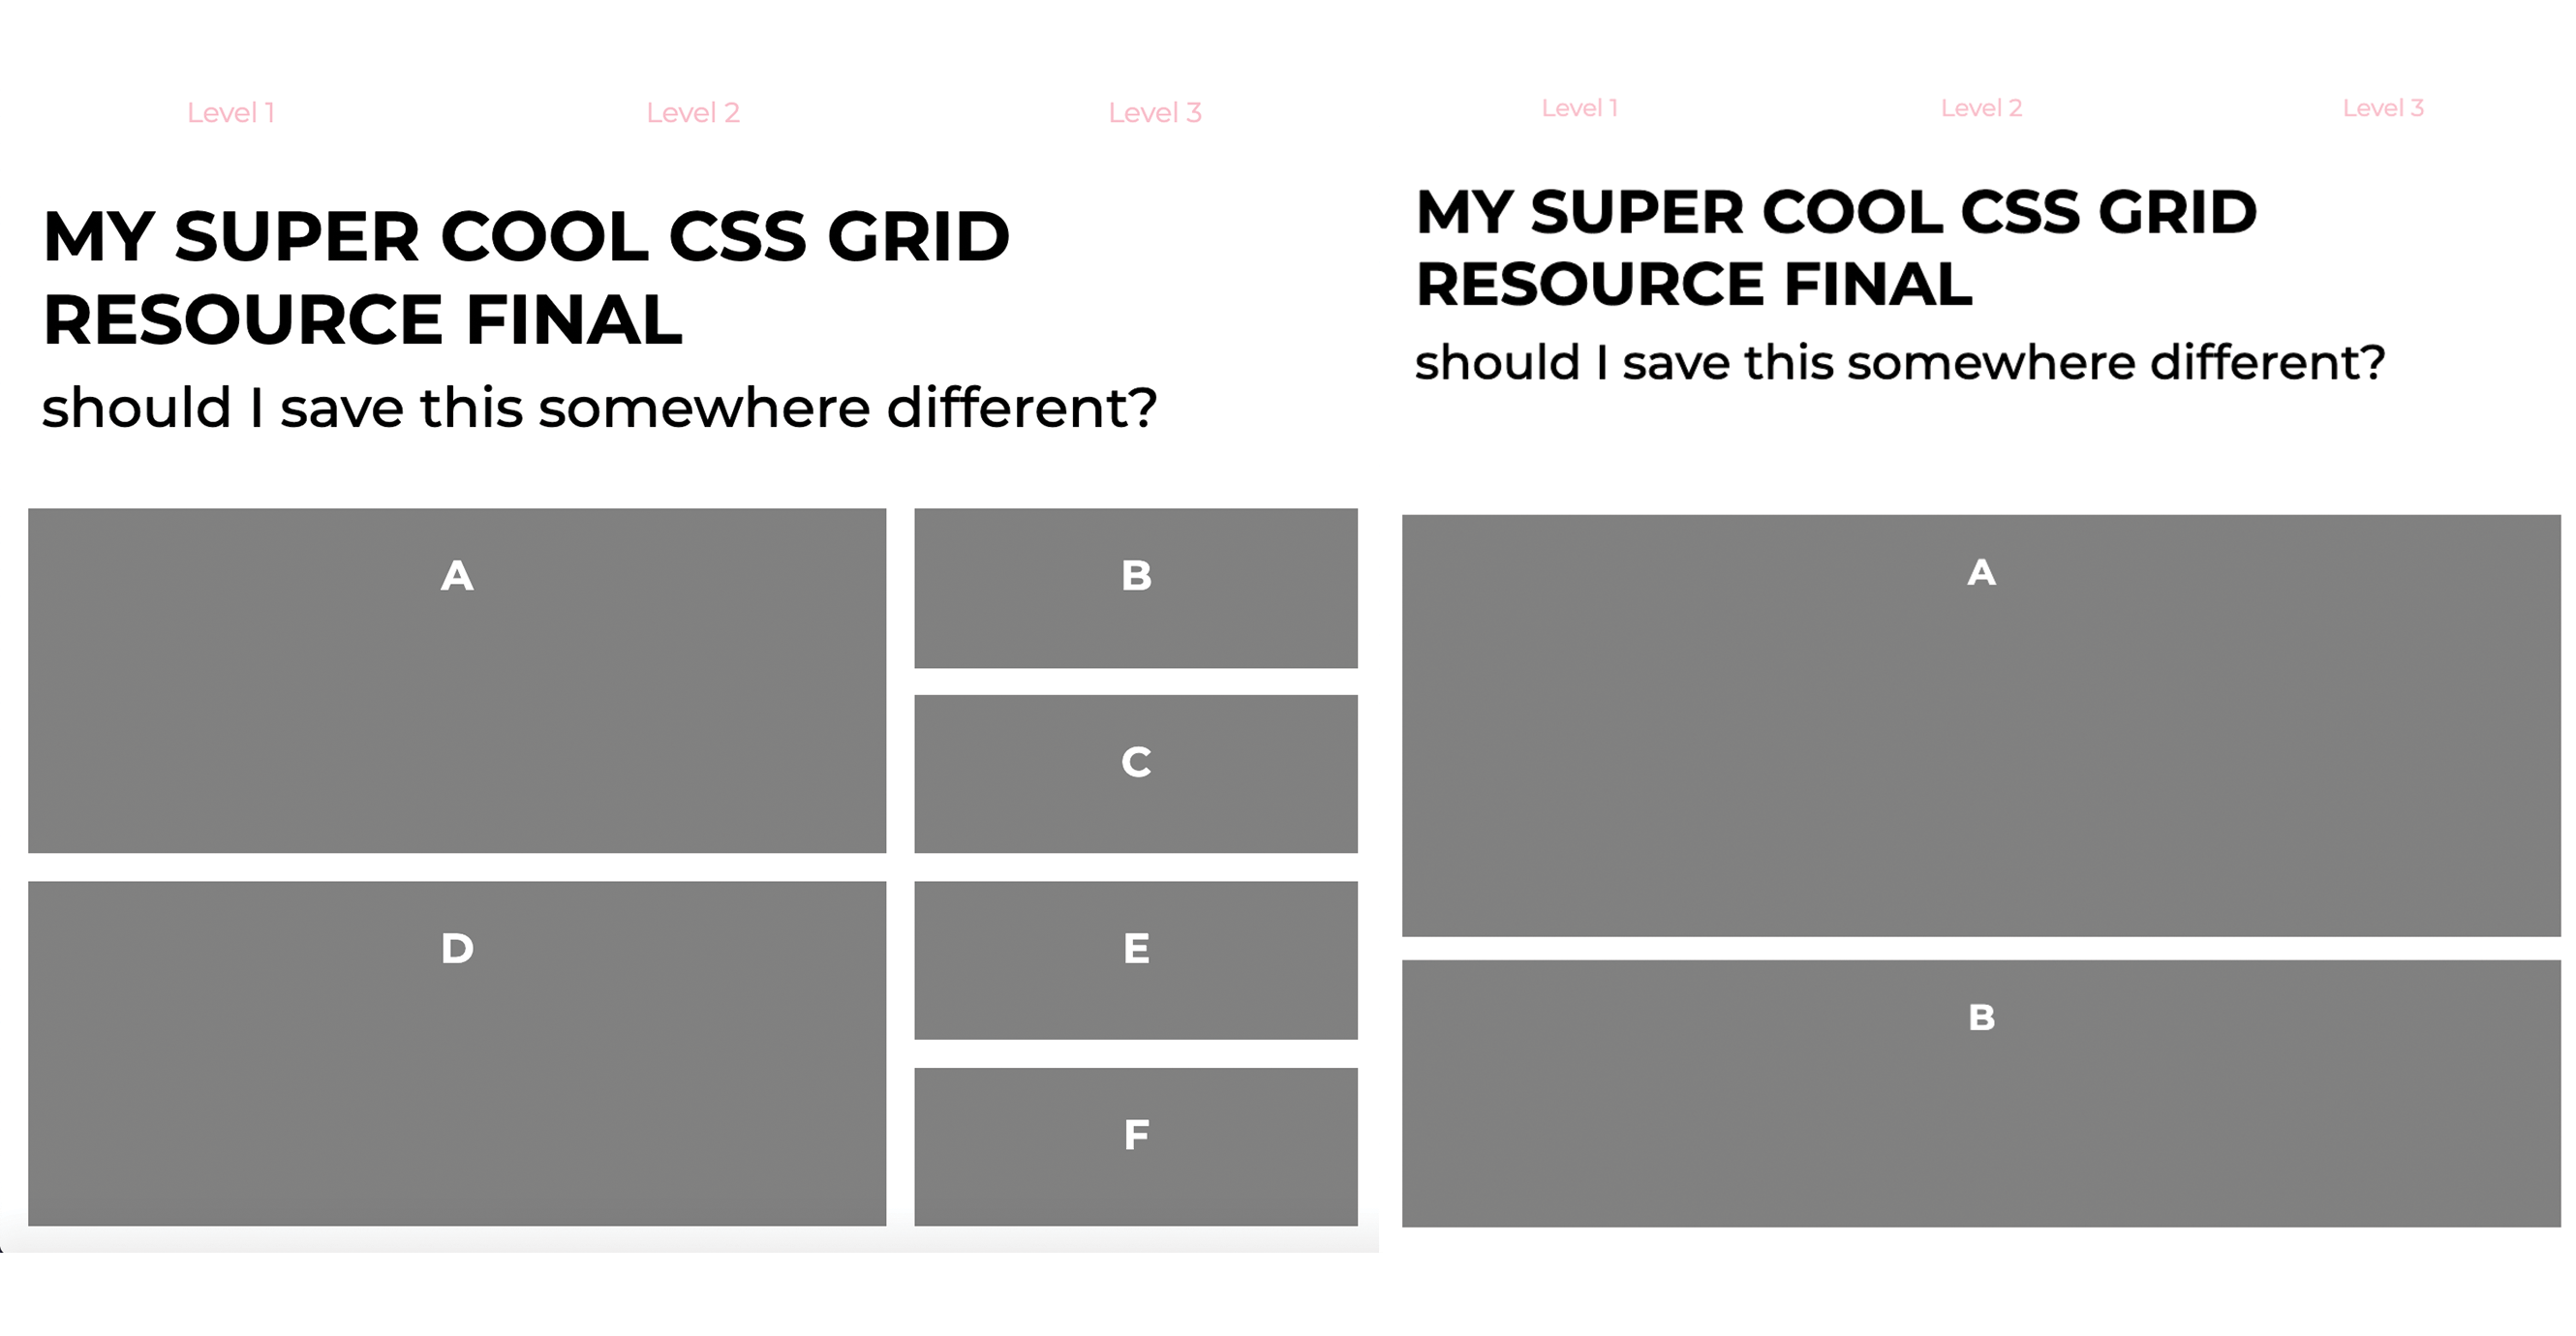 Level 1
Level 2
Level 3
MY SUPER COOL CSS GRID
RESOURCE FINAL
should I save this somewhere different?
A
B
C
D
E
F
Level 1
Level 2
Level 3
MY SUPER COOL CSS GRID
RESOURCE FINAL
should I save this somewhere different?
A
B